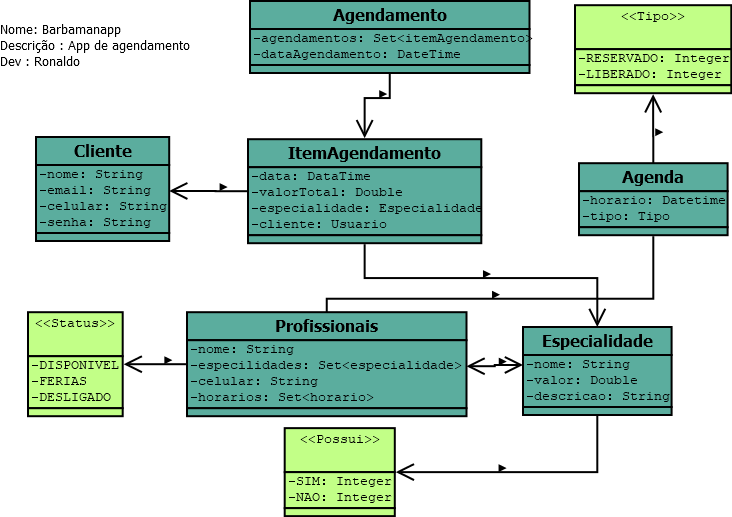 Nome: Barbamanapp
Descrição : App de agendamento
Dev : Ronaldo
Agendamento
-agendamentos: Set<itemAgendamento>
-dataAgendamento: DateTime
<<Tipo>>
-RESERVADO: Integer
-LIBERADO: Integer
Cliente
-nome: String
-email: String
-celular: String
-senha: String
ItemAgendamento
-data: DataTime
-valorTotal: Double
-especialidade: Especialidade
-cliente: Usuario
Agenda
-horario: Datetime
-tipo: Tipo
<<Status>>
-DISPONIVEL
-FERIAS
-DESLIGADO
Profissionais
-nome: String
-especilidades: Set<especialidade>
-celular: String
-horarios: Set<horario>
Especialidade
-nome: String
-valor: Double
-descricao: String
<<Possui>>
-SIM: Integer
-NAO: Integer